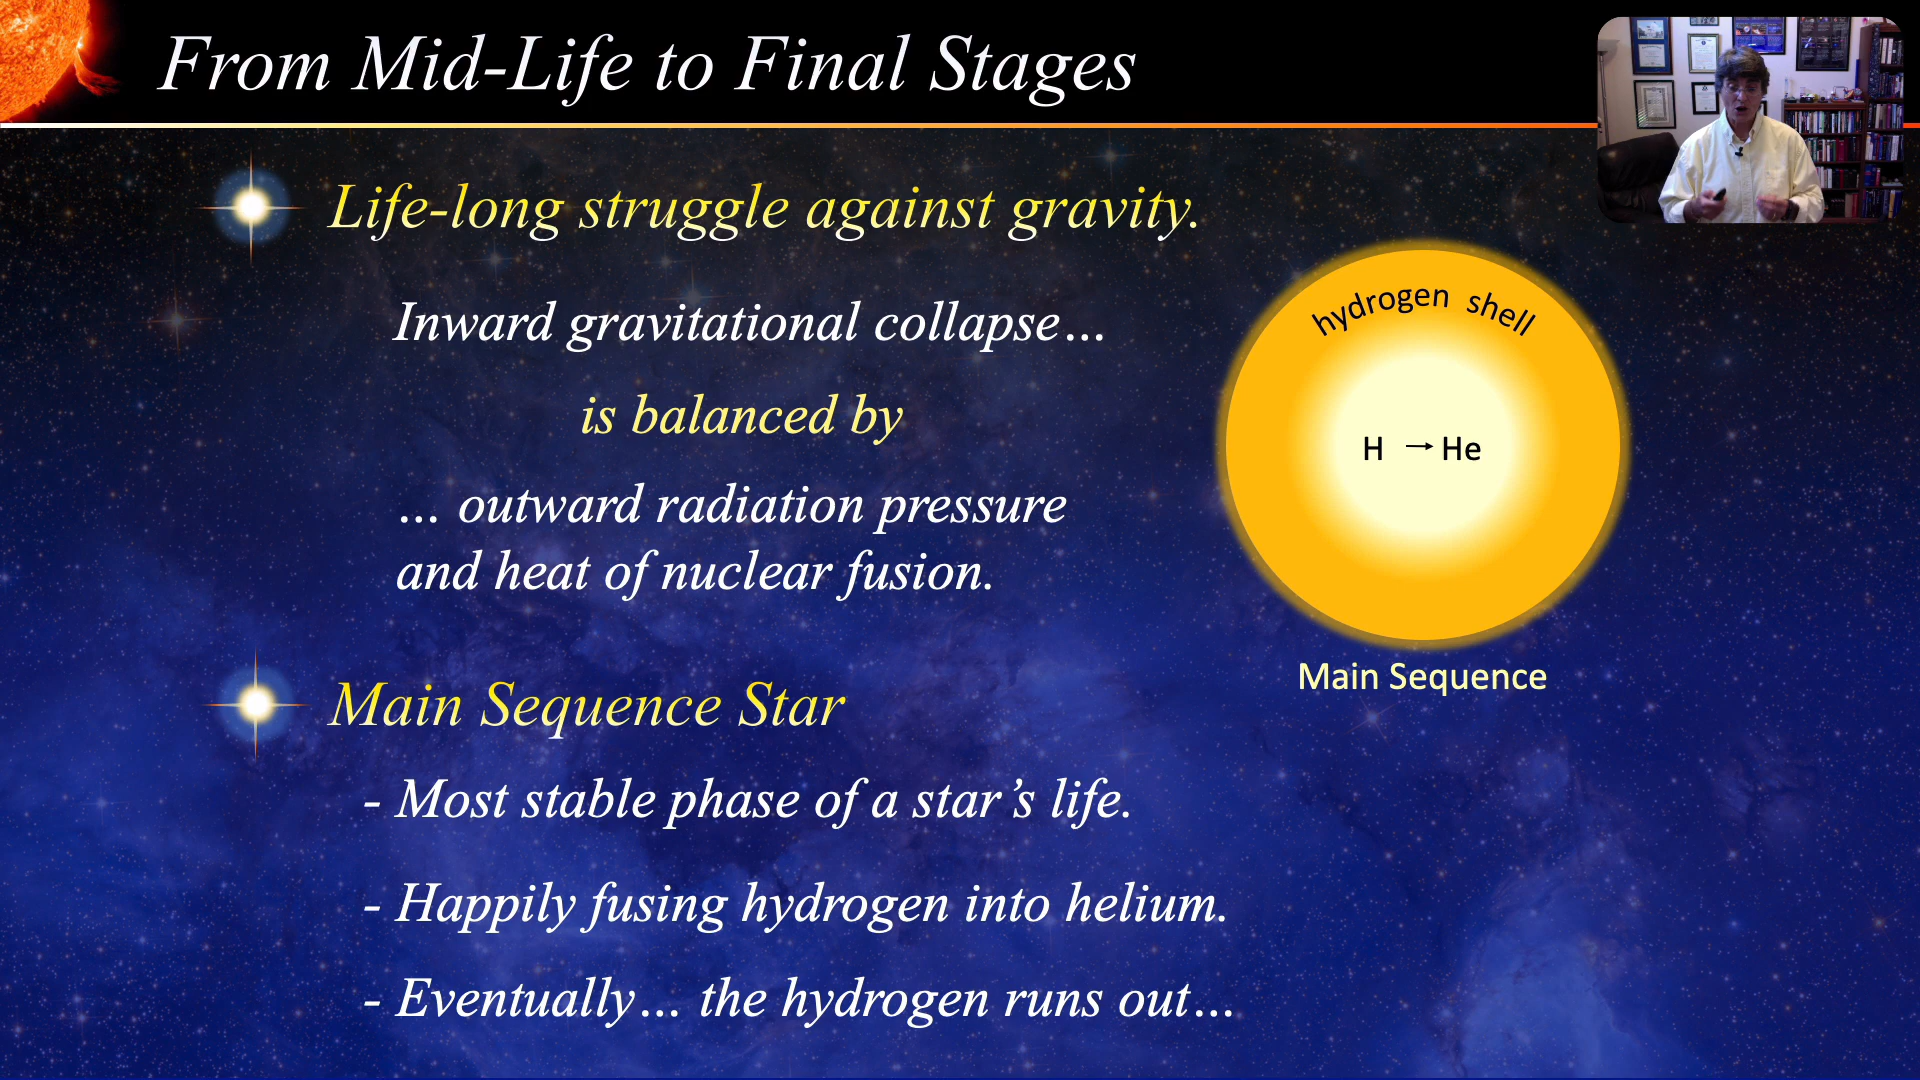 From Mid-Life to Final Stages
Life-long struggle against gravity.
Inward gravitational collapse…
is balanced by
… outward radiation pressure
and heat of nuclear fusion.
hydrogen shell
H → He
Main Sequence
Main Sequence Star
- Most stable phase of a star’s life.
- Happily fusing hydrogen into helium.
- Eventually… the hydrogen runs out…